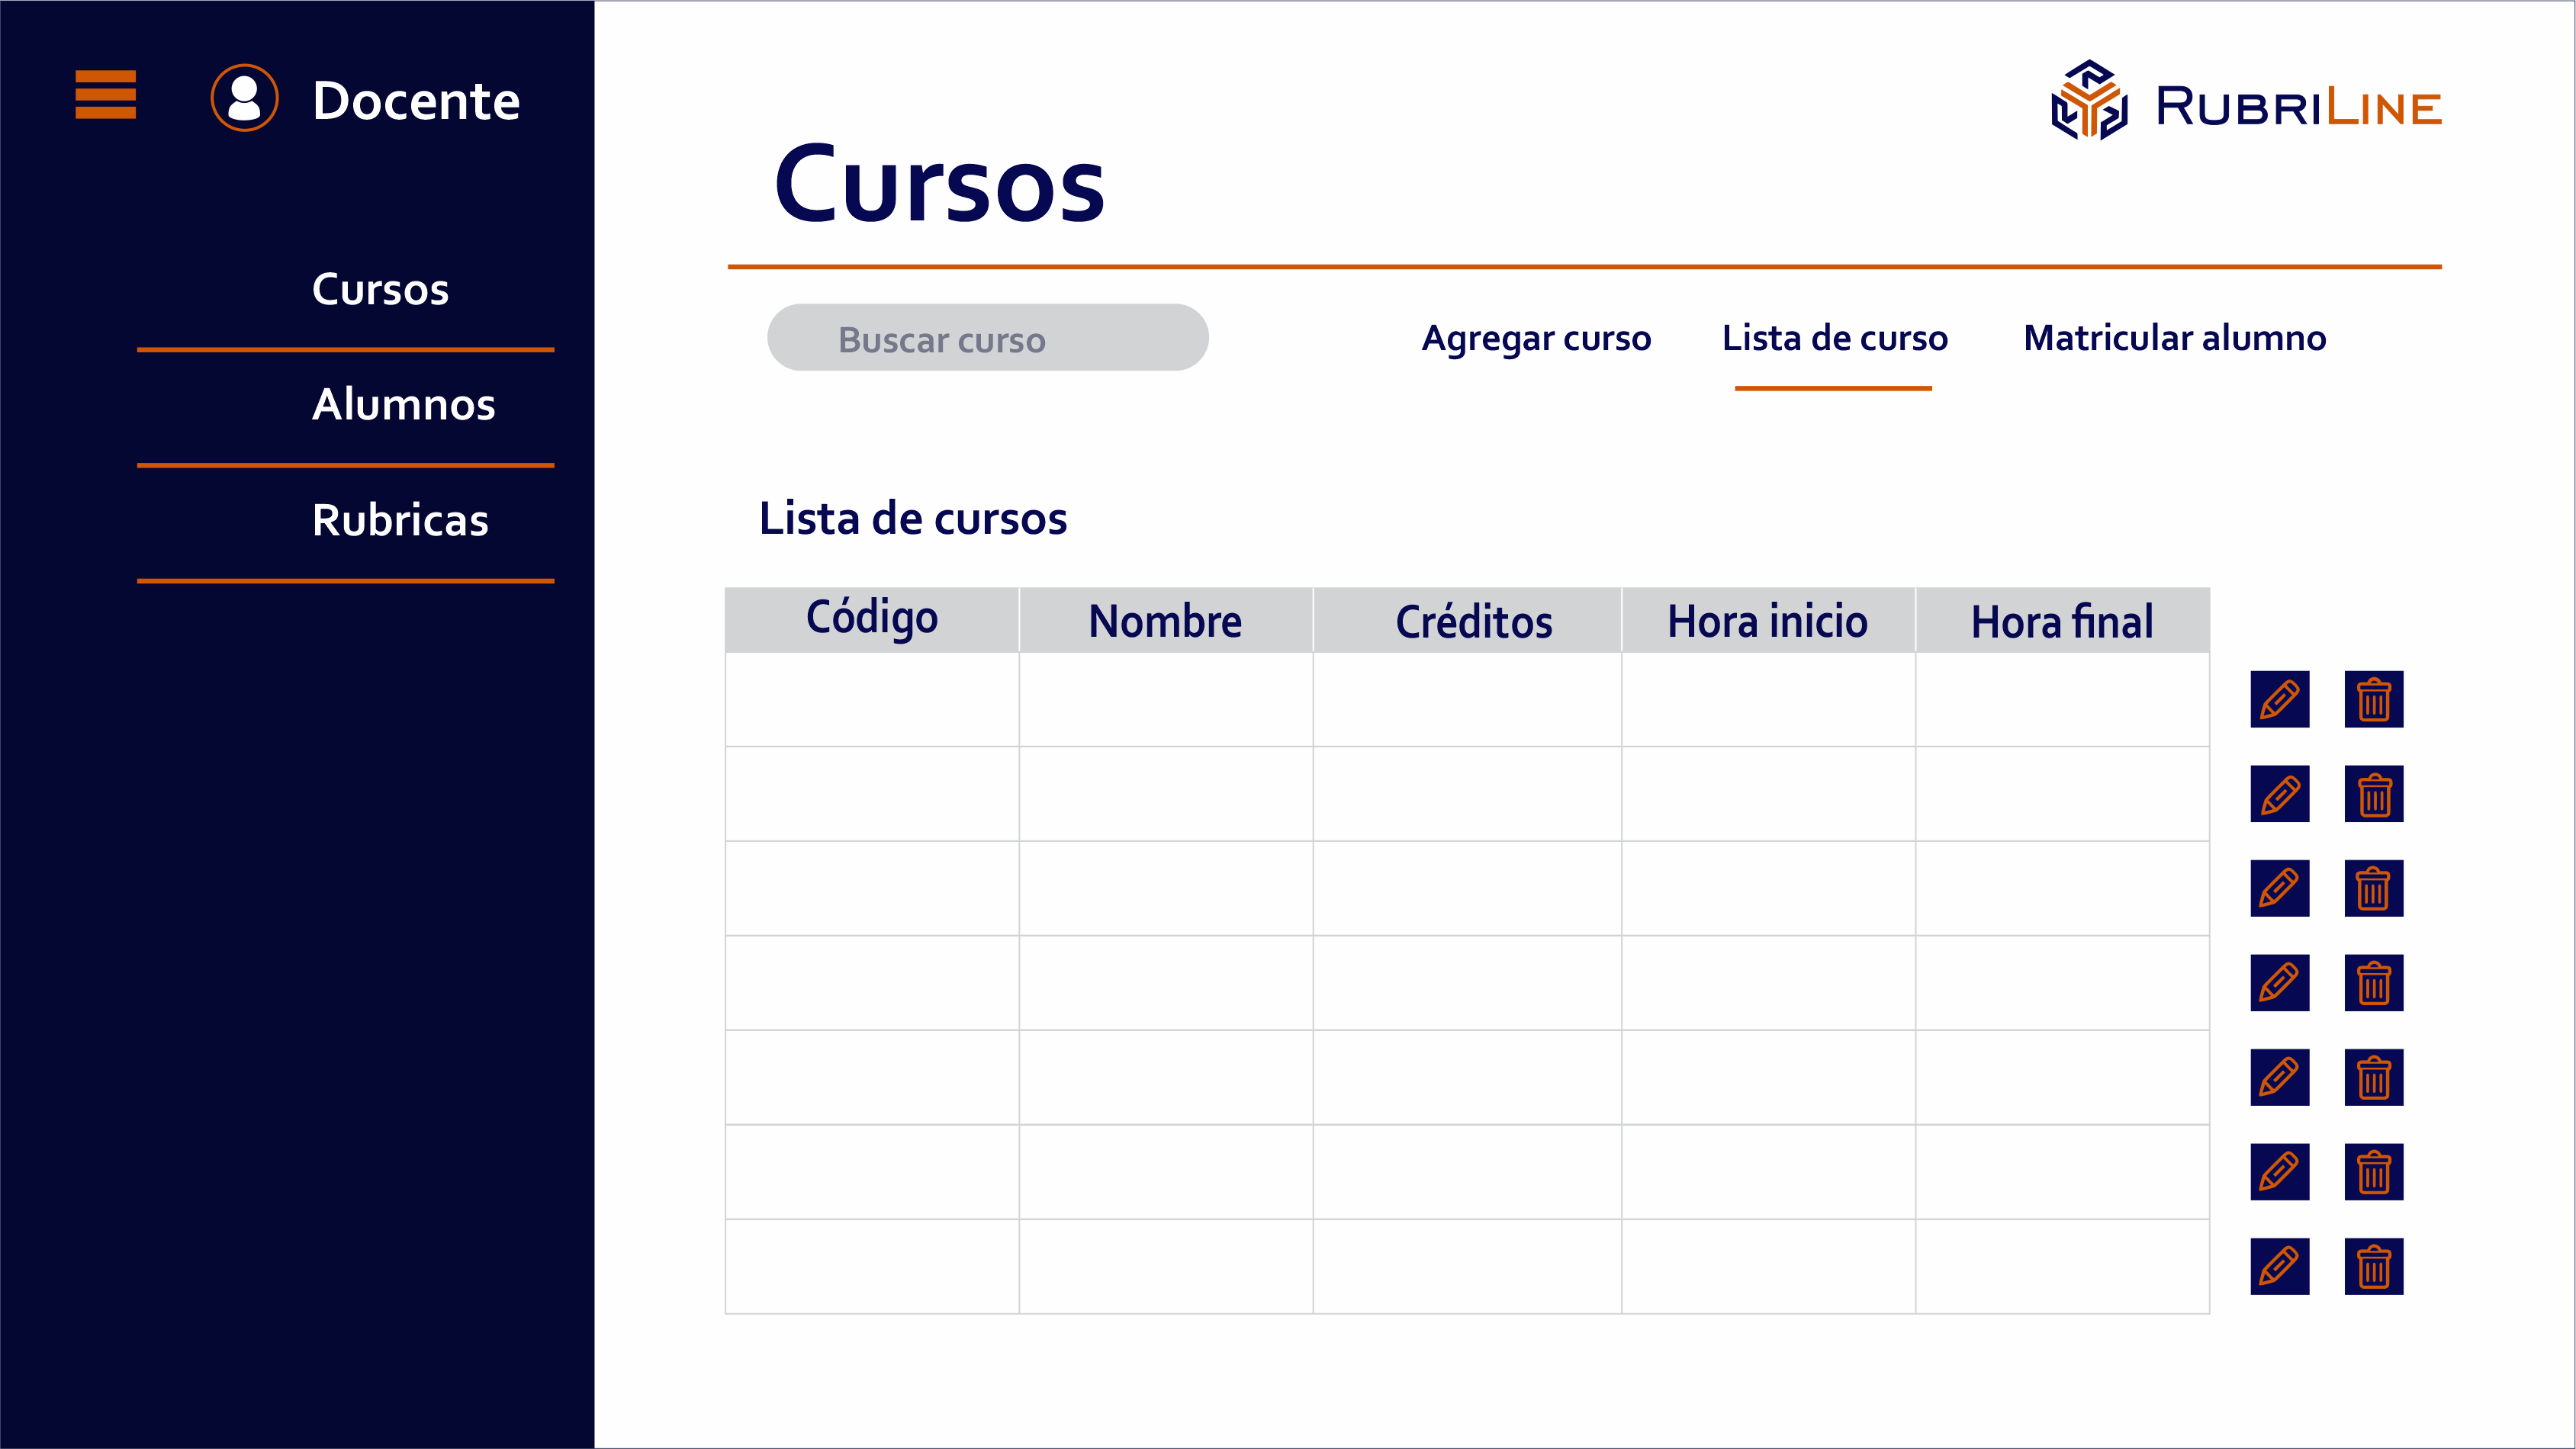 Docente
Cursos
Alumnos
Rubricas
RUBRILINE
Cursos
Buscar curso
Agregar curso
Lista de curso
Matricular alumno
Lista de cursos
Código
Nombre
Créditos
Hora inicio
Hora final